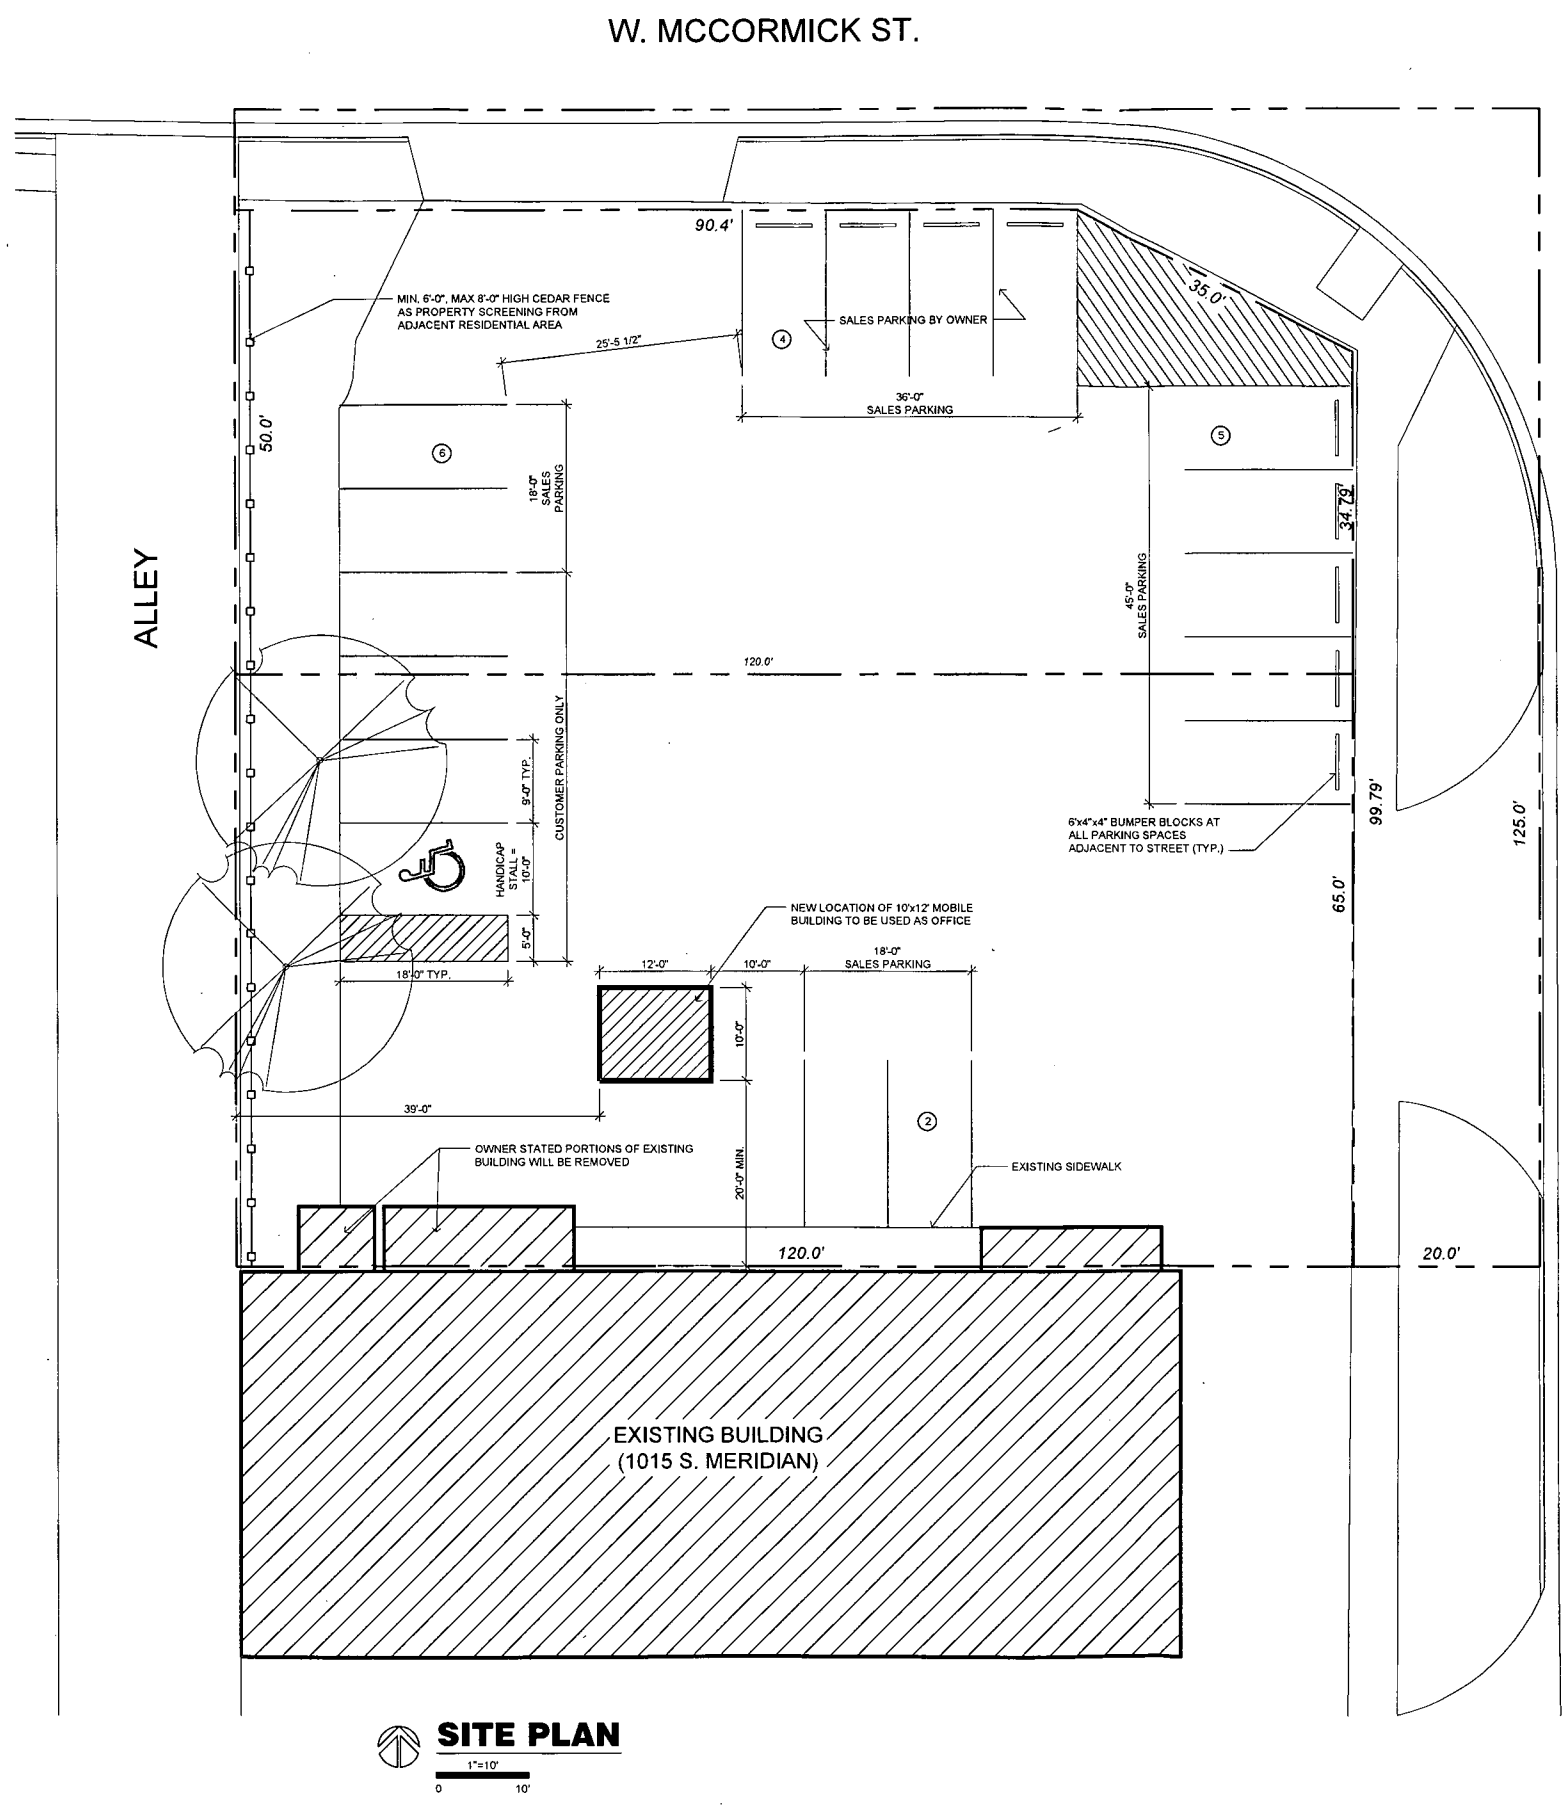 W. MCCORMICK ST.
90.4'
35.0'
MIN. 6'-0", MAX 8'-0" HIGH CEDAR FENCE
AS PROPERTY SCREENING FROM
ADJACENT RESIDENTIAL AREA
SALES PARKING BY OWNER
4
25'-5 1/2"
36'-0"
SALES PARKING
50.0'
6
5
18'-0"
SALES
PARKING
34.79'
ALLEY
45'-0"
SALES PARKING
120.0'
CUSTOMER PARKING ONLY
9'-0" TYP.
99.79'
125.0'
6'x4"x4" BUMPER BLOCKS AT
ALL PARKING SPACES
ADJACENT TO STREET (TYP.)
HANDICAP
STALL =
10'-0"
65.0'
NEW LOCATION OF 10'x12' MOBILE
BUILDING TO BE USED AS OFFICE
5'-0"
18'-0" TYP.
12'-0"
10'-0"
18'-0"
SALES PARKING
10'-0"
39'-0"
2
OWNER STATED PORTIONS OF EXISTING
BUILDING WILL BE REMOVED
20'-0" MIN.
EXISTING SIDEWALK
120.0'
20.0'
EXISTING BUILDING
(1015 S. MERIDIAN)
SITE PLAN
1"=10'
0 10'